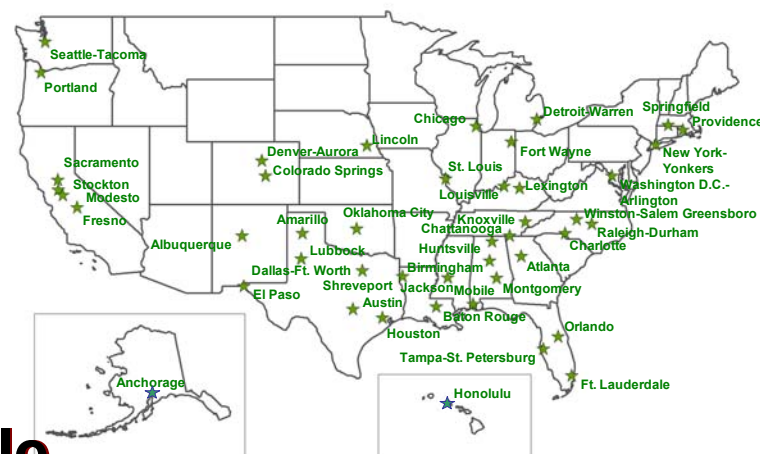 Seattle-Tacoma
Portland
Springfield
Detroit-Warren
Providence
Chicago
Lincoln
Denver-Aurora
Fort Wayne
New York-
Yonkers
Sacramento
Colorado Springs
St. Louis
Stockton
Louisville
Lexington
Washington D.C.-
Arlington
Modesto
Fresno
Amarillo
Oklahoma City
Knoxville
Winston-Salem Greensboro
Chattanooga
Raleigh-Durham
Albuquerque
Lubbock
Huntsville
Charlotte
Dallas-Ft. Worth
Birmingham
Atlanta
El Paso
Shreveport
Jackson
Mobile
Montgomery
Austin
Baton Rouge
Houston
Orlando
Tampa-St. Petersburg
Anchorage
Honolulu
Ft. Lauderdale